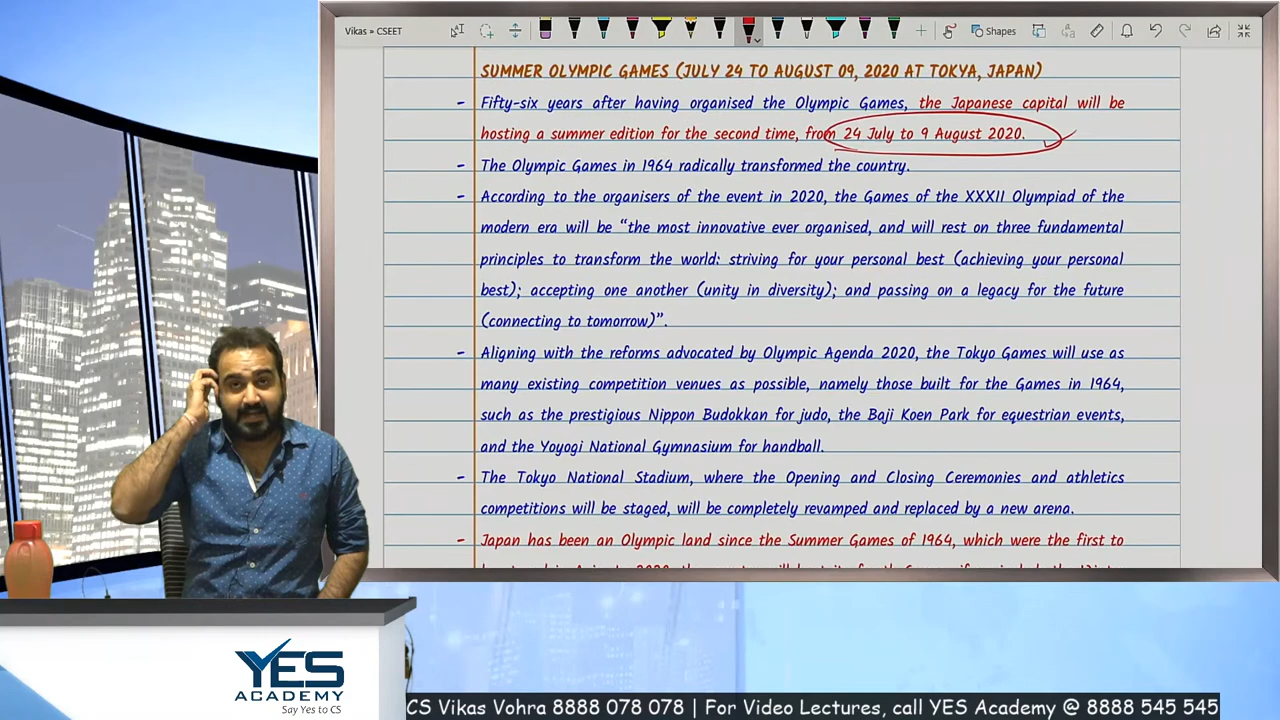 Vikas » CSEET
Shapes
SUMMER OLYMPIC GAMES (JULY 24 TO AUGUST 09, 2020 AT TOKYA, JAPAN)
- Fifty-six years after having organised the Olympic Games, the Japanese capital will be
hosting a summer edition for the second time, from 24 July to 9 August 2020.
- The Olympic Games in 1964 radically transformed the country.
- According to the organisers of the event in 2020, the Games of the XXXII Olympiad of the
modern era will be “the most innovative ever organised, and will rest on three fundamental
principles to transform the world: striving for your personal best (achieving your personal
best); accepting one another (unity in diversity); and passing on a legacy for the future
(connecting to tomorrow)”.
- Aligning with the reforms advocated by Olympic Agenda 2020, the Tokyo Games will use as
many existing competition venues as possible, namely those built for the Games in 1964,
such as the prestigious Nippon Budokkan for judo, the Baji Koen Park for equestrian events,
and the Yoyogi National Gymnasium for handball.
- The Tokyo National Stadium, where the Opening and Closing Ceremonies and athletics
competitions will be staged, will be completely revamped and replaced by a new arena.
- Japan has been an Olympic land since the Summer Games of 1964, which were the first to
YES
ACADEMY
Say Yes to CS
CS Vikas Vohra 8888 078 078 | For Video Lectures, call YES Academy @ 8888 545 545